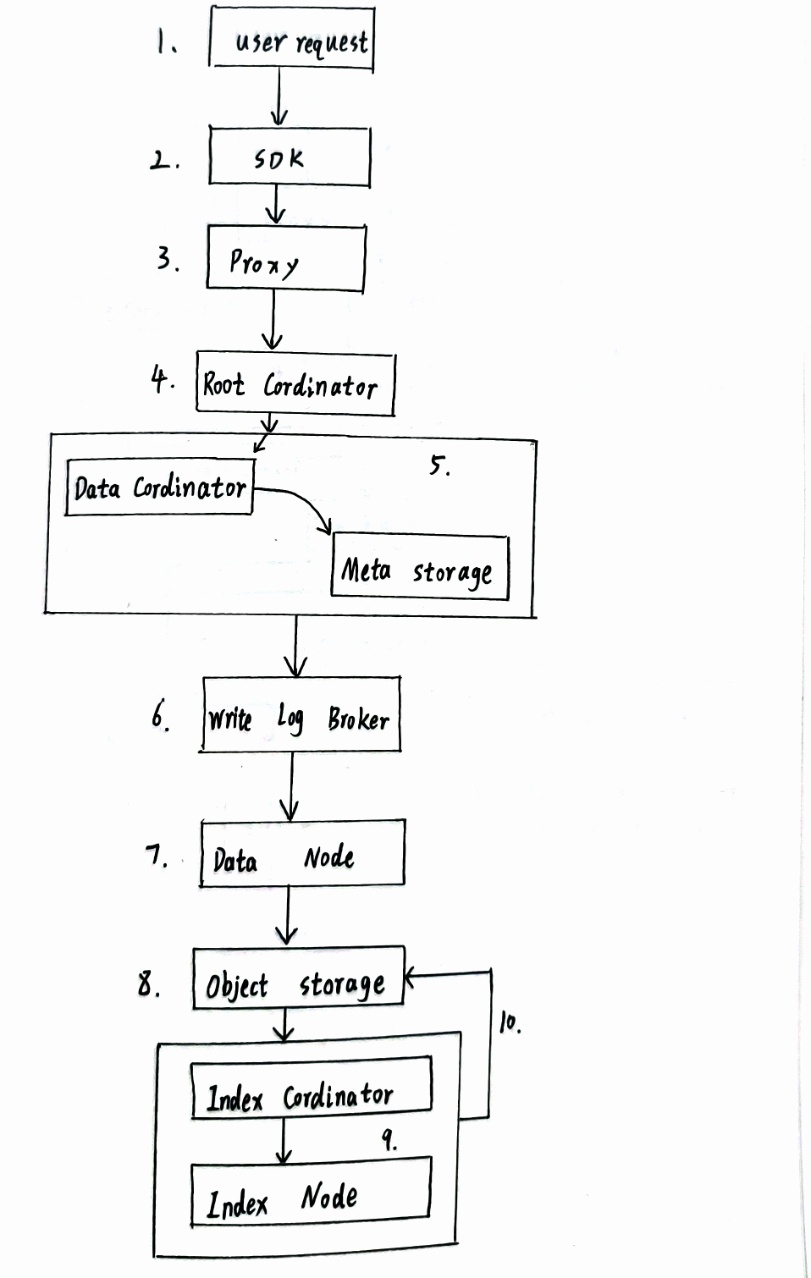 1. user request
2. SDK
3. Proxy
4. Root Cordinator
5.
Data Cordinator
Meta storage
6. Write Log Broker
7. Data Node
8. Object storage
10.
Index Cordinator
9.
Index Node